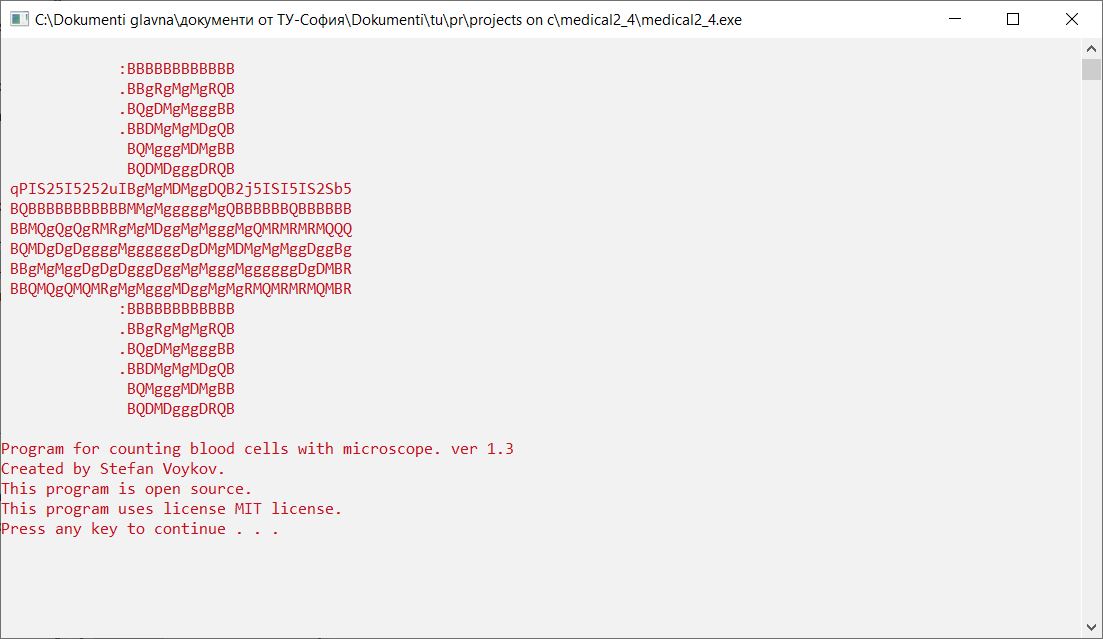 C:\Dokumenti glavna\документи от ТУ-София\Dokumenti\tu\pr\projects on c\medical2_4\medical2_4.exe
:BBBBBBBBBBBB
.BBgRgMgMgRQB
.BQgDMgMgggBB
.BBDMgMgMDgQB
BQMgggMDMgBB
BQDMDgggDRQB
qPIS25I5252uIBgMgMDMggDQB2j5ISI5IS2Sb5
BQBBBBBBBBBBBMMgMgggggMgQBBBBBBQBBBBBB
BBMQgQgQgRMRgMgMDggMgMgggMgQMRMRMRMQQQ
BQMDgDgDggggMggggggDgDMgMDMgMgMggDggBg
BBgMgMggDgDgDgggDggMgMgggMggggggDgDMBR
BBQMQgQMQMRgMgMgggMDggMgMgRMQMRMRMQMBR
:BBBBBBBBBBBB
.BBgRgMgMgRQB
.BQgDMgMgggBB
.BBDMgMgMDgQB
BQMgggMDMgBB
BQDMDgggDRQB
Program for counting blood cells with microscope. ver 1.3
Created by Stefan Voykov.
This program is open source.
This program uses license MIT license.
Press any key to continue . . .